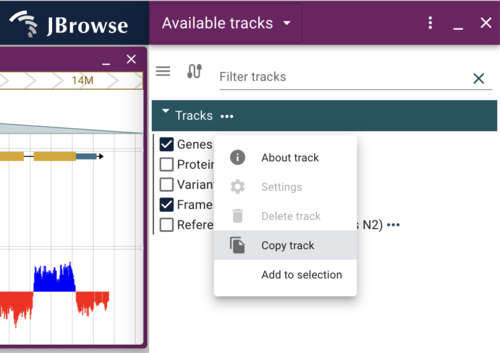 JBrowse
Available tracks
14M
Filter tracks
Tracks
Genes
About track
Protein
Settings
Varian
Delete track
Frame
Copy track
Refere
s N2)
Add to selection